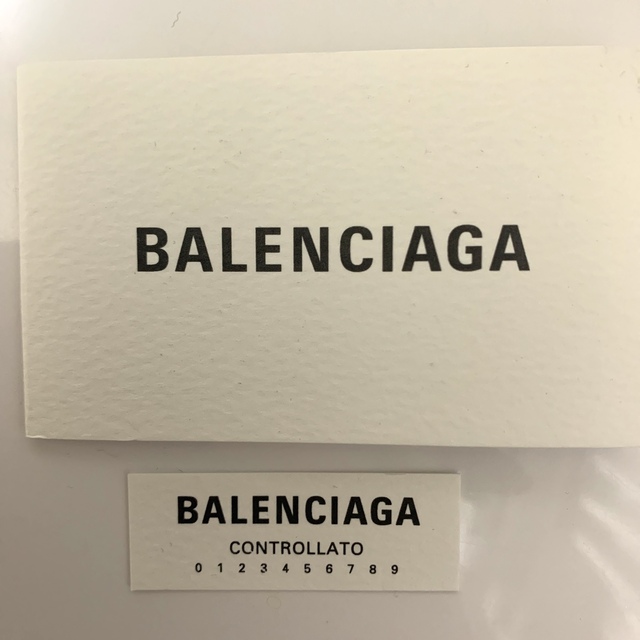 BALENCIAGA
BALENCIAGA
CONTROLLATO
0 1 2 3 4 5 6 7 8 9